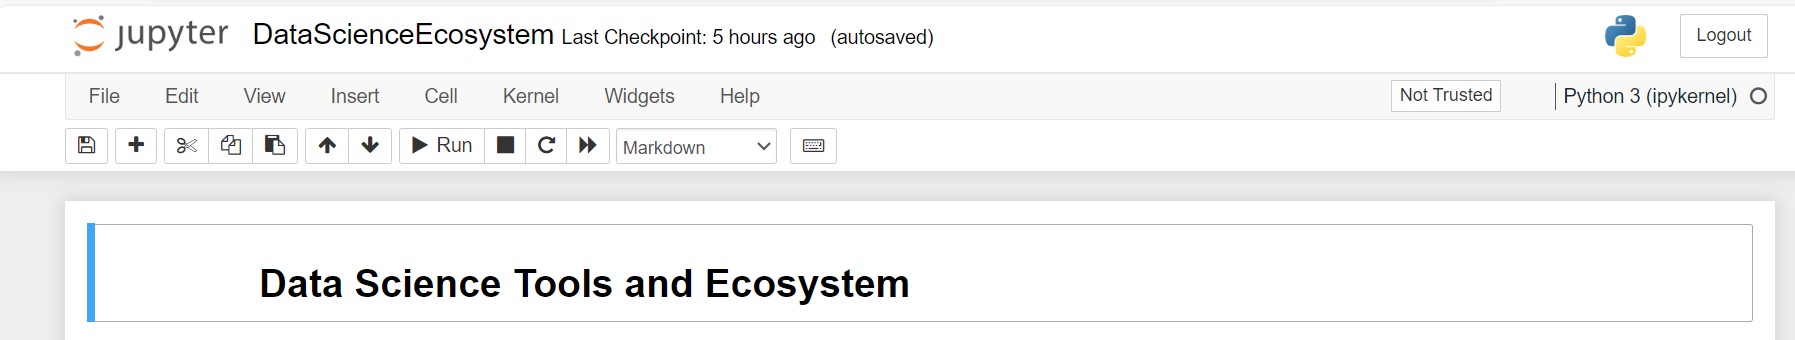 jupyter DataScienceEcosystem Last Checkpoint: 5 hours ago (autosaved) Logout
File Edit View Insert Cell Kernel Widgets Help Not Trusted Python 3 (ipykernel)
Run Markdown
Data Science Tools and Ecosystem